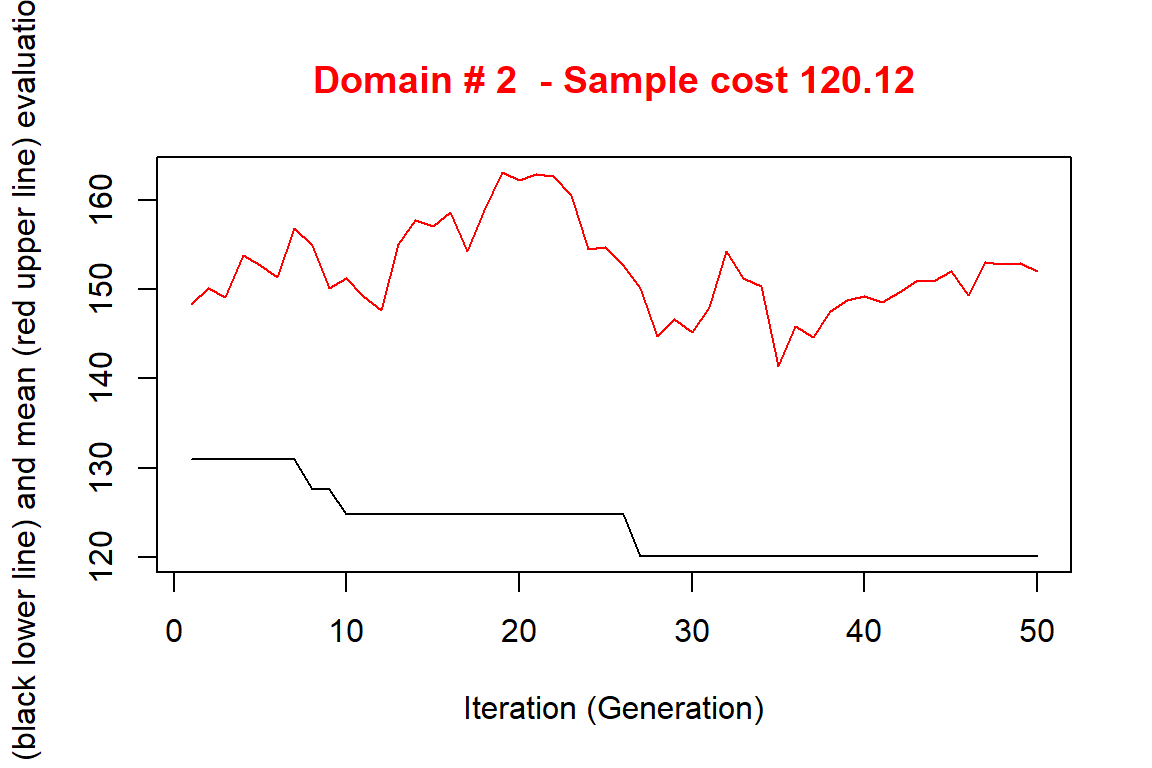 Domain # 2  - Sample cost 120.12
(black lower line) and mean (red upper line) evaluatio
160
150
140
130
120
0 10 20 30 40 50
Iteration (Generation)